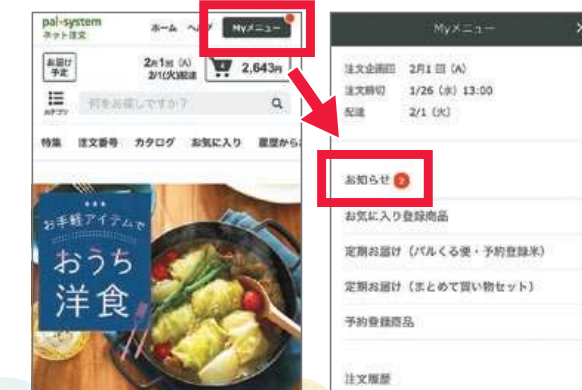 pal-system
ネット注文
ホーム
Myメニュー
お届け
予定
2月1回 (A)
2/1(火)配達
2,643円
カテゴリ
何をお探しですか？
特集 注文番号 カタログ お気に入り 履歴から
お手軽アイテムで
おうち
洋食
Myメニュー
注文企画回 2月1回 (A)
注文締切 1/26 (水) 13:00
配達 2/1 (火)
お知らせ 2
お気に入り登録商品
定期お届け (パルくる便・予約登録米)
定期お届け (まとめて買い物セット)
予約登録商品
注文履歴